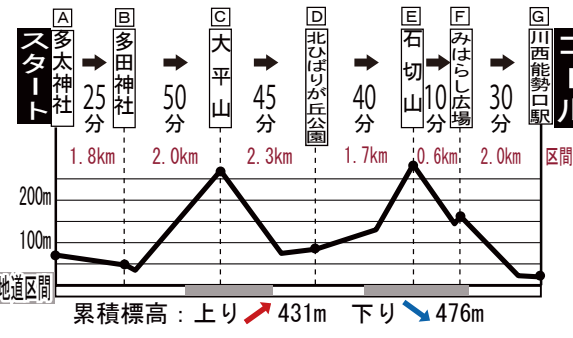 A B C D E F G
スタート
多太神社
多田神社
大平山
北ひばりが丘公園
石切山
みはらし広場
川西能勢口駅
ゴール
25分 50分 45分 40分 10分 30分
1.8km 2.0km 2.3km 1.7km 0.6km 2.0km 区間
200m
100m
地道区間
累積標高：上り 431m 下り 476m